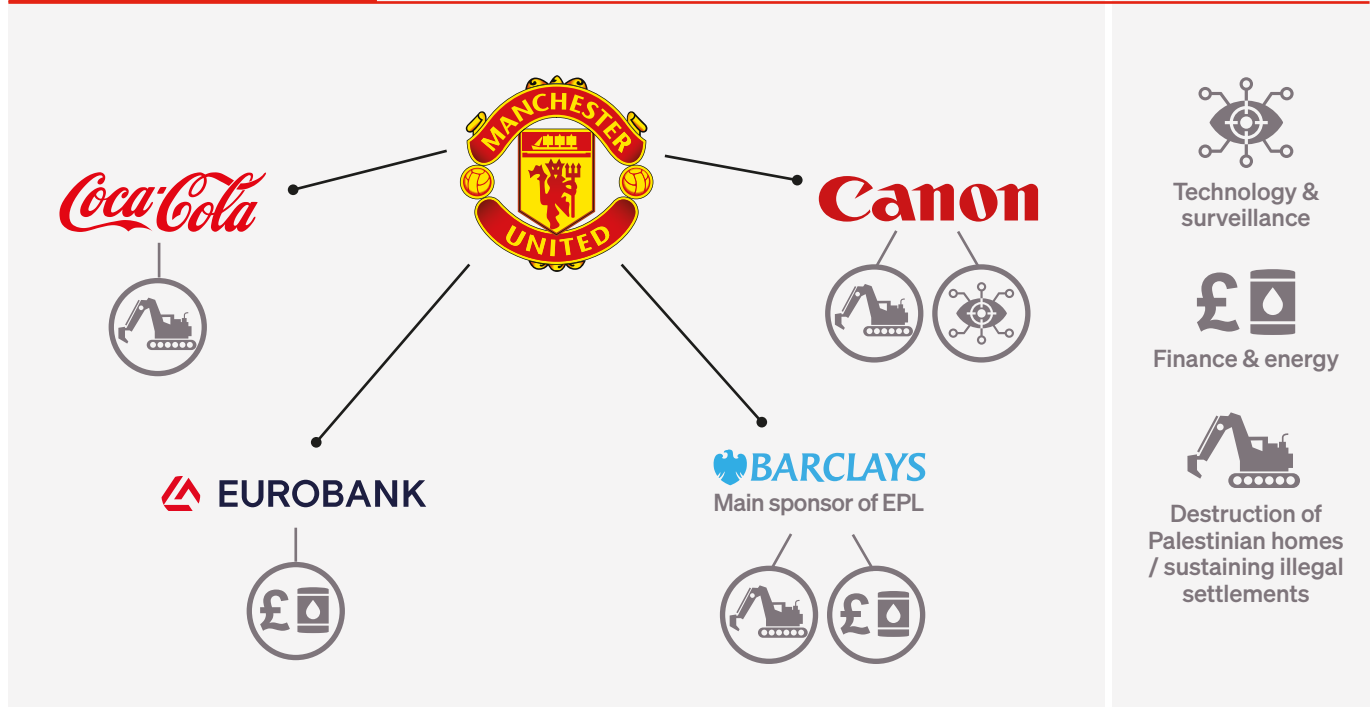 MANCHESTER
UNITED
Coca-Cola
Canon
EUROBANK
£
BARCLAYS
Main sponsor of EPL
£
Technology &
surveillance
£
Finance & energy
Destruction of
Palestinian homes
/ sustaining illegal
settlements